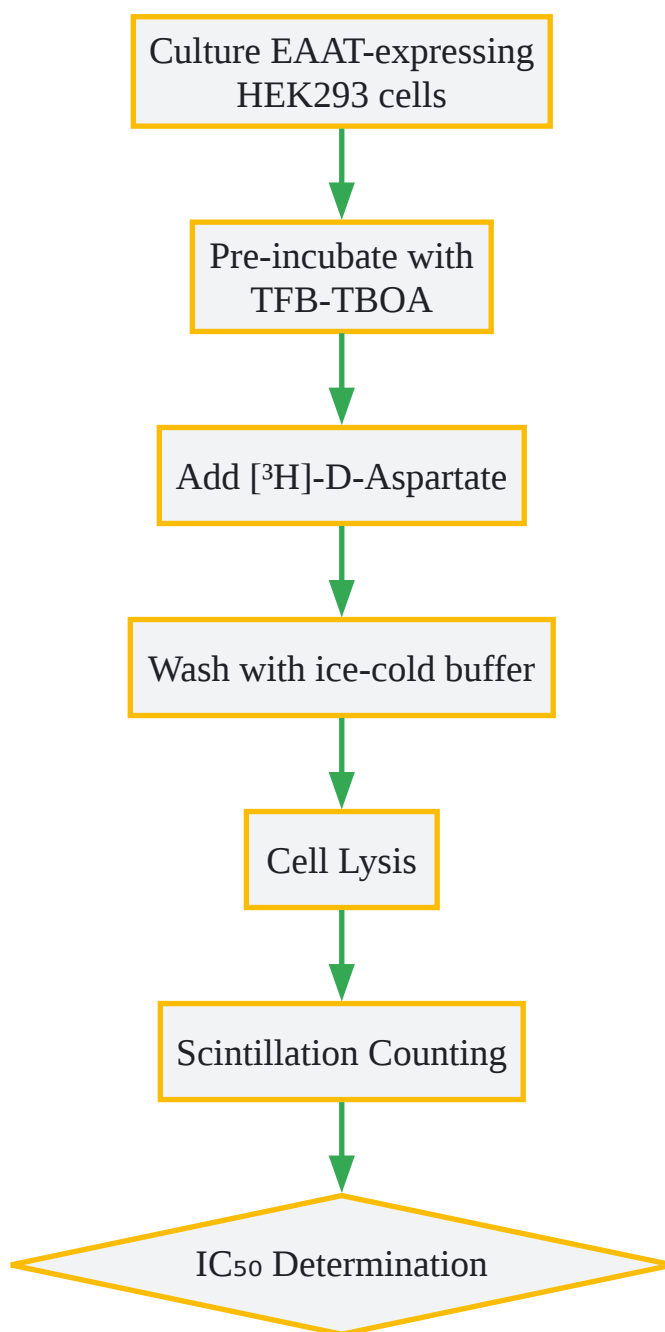 Culture EAAT-expressing
HEK293 cells
Pre-incubate with
TFB-TBOA
Add [³H]-D-Aspartate
Wash with ice-cold buffer
Cell Lysis
Scintillation Counting
IC₅₀ Determination